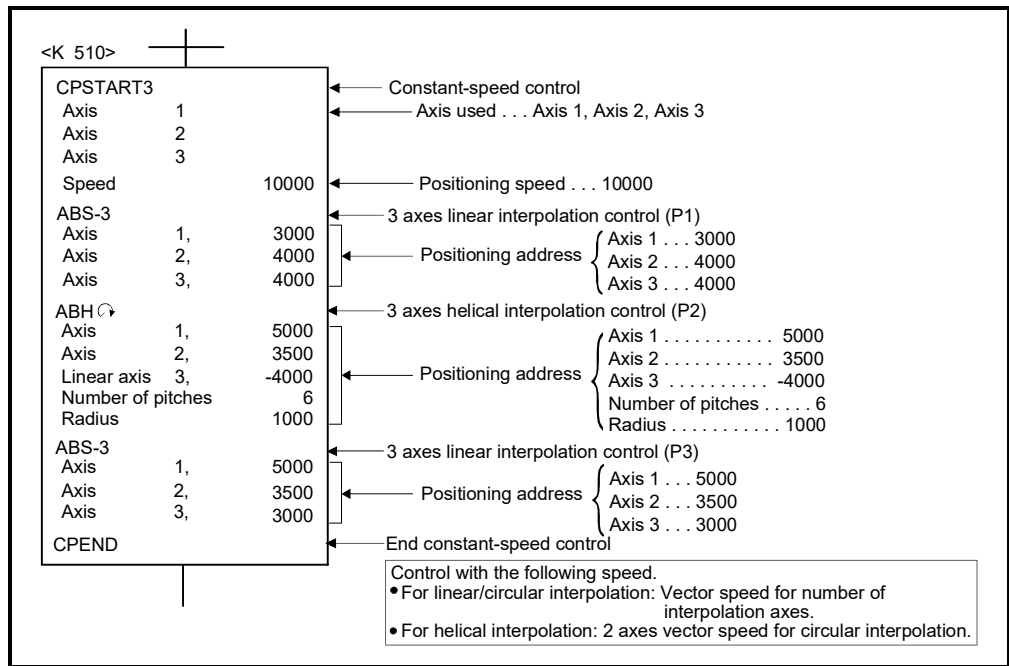 <K 510>
CPSTART3 Constant-speed control
Axis 1 Axis used . . . Axis 1, Axis 2, Axis 3
Axis 2
Axis 3
Speed 10000 Positioning speed . . . 10000
ABS-3 3 axes linear interpolation control (P1)
Axis 1, 3000 Axis 1 . . . 3000
Axis 2, 4000 Positioning address Axis 2 . . . 4000
Axis 3, 4000 Axis 3 . . . 4000
ABH 3 axes helical interpolation control (P2)
Axis 1, 5000 Axis 1 . . . . . . . . . . . 5000
Axis 2, 3500 Axis 2 . . . . . . . . . . . 3500
Linear axis 3, -4000 Positioning address Axis 3 . . . . . . . . . . -4000
Number of pitches 6 Number of pitches . . . . . 6
Radius 1000 Radius . . . . . . . . . . . 1000
ABS-3 3 axes linear interpolation control (P3)
Axis 1, 5000 Axis 1 . . . 5000
Axis 2, 3500 Positioning address Axis 2 . . . 3500
Axis 3, 3000 Axis 3 . . . 3000
CPEND End constant-speed control
Control with the following speed.
• For linear/circular interpolation: Vector speed for number of
interpolation axes.
• For helical interpolation: 2 axes vector speed for circular interpolation.